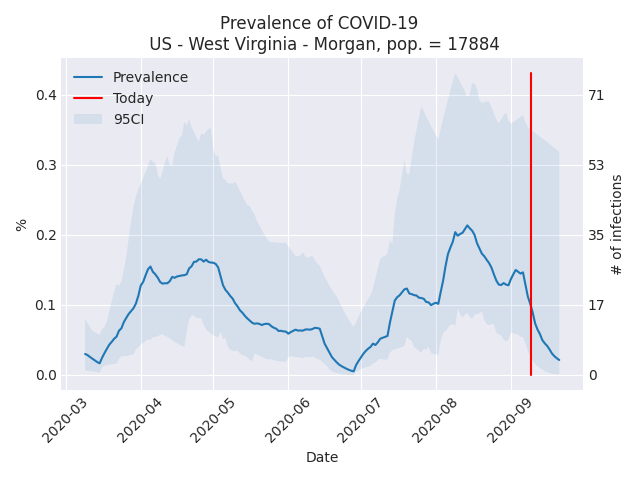 Prevalence of COVID-19
US - West Virginia - Morgan, pop. = 17884
Prevalence
Today
95CI
0.4
0.3
0.2
0.1
0.0
%
71
53
35
17
0
# of infections
2020-03
2020-04
2020-05
2020-06
2020-07
2020-08
2020-09
Date